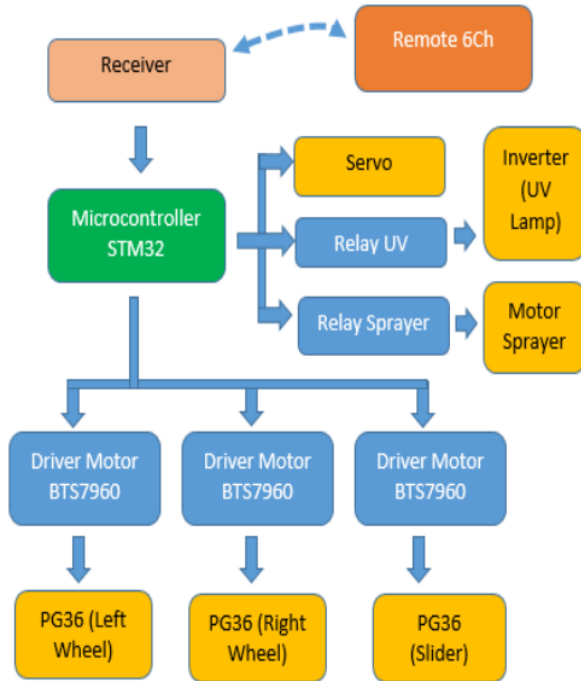 Remote 6Ch
Receiver
Servo
Inverter
(UV
Lamp)
Microcontroller
STM32
Relay UV
Relay Sprayer
Motor
Sprayer
Driver Motor
BTS7960
Driver Motor
BTS7960
Driver Motor
BTS7960
PG36 (Left
Wheel)
PG36 (Right
Wheel)
PG36
(Slider)